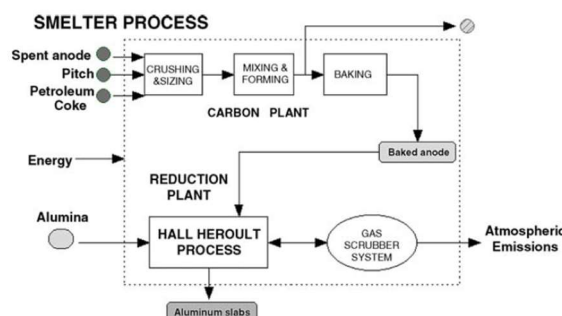 SMELTER PROCESS
Spent anode
Pitch
Petroleum
Coke
CRUSHING
&SIZING
MIXING &
FORMING
BAKING
CARBON PLANT
Baked anode
Energy
REDUCTION
PLANT
Alumina
HALL HEROULT
PROCESS
GAS
SCRUBBER
SYSTEM
Atmospheric
Emissions
Aluminum slabs